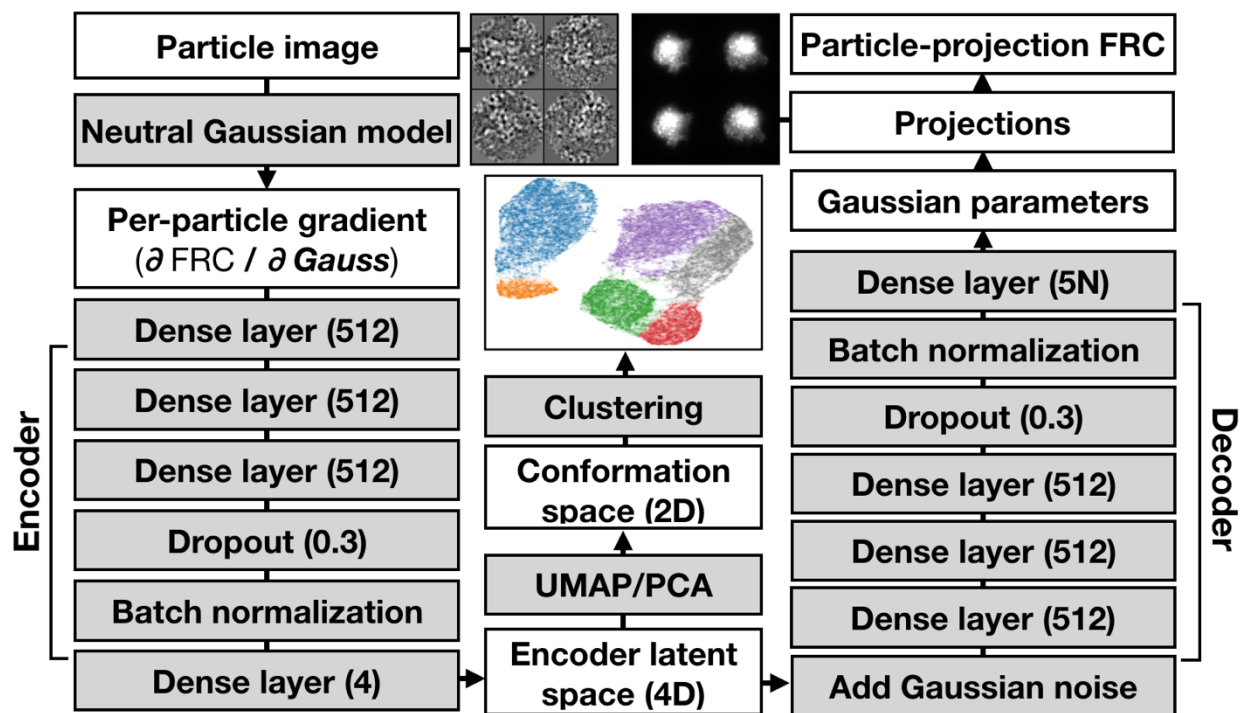 Particle image
Neutral Gaussian model
Per-particle gradient
(∂ FRC / ∂ Gauss)
Encoder
Dense layer (512)
Dense layer (512)
Dense layer (512)
Dropout (0.3)
Batch normalization
Dense layer (4)
Clustering
Conformation
space (2D)
UMAP/PCA
Encoder latent
space (4D)
Particle-projection FRC
Projections
Gaussian parameters
Dense layer (5N)
Batch normalization
Dropout (0.3)
Dense layer (512)
Dense layer (512)
Dense layer (512)
Add Gaussian noise
Decoder